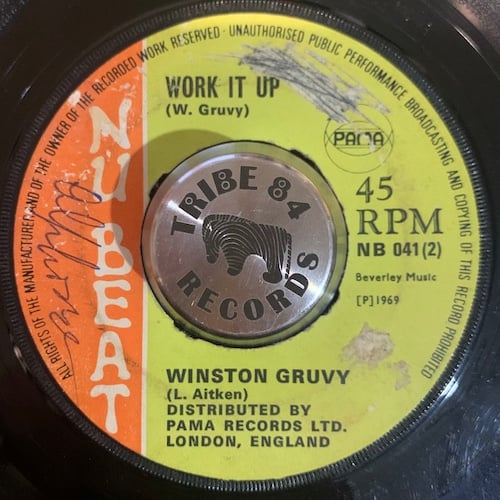 ALL RIGHTS OF THE MANUFACTURER AND OF THE OWNER OF THE RECORDED WORK RESERVED · UNAUTHORISED PUBLIC PERFORMANCE BROADCASTING AND COPYING OF THIS RECORD PROHIBITED
NU BEAT
WORK IT UP
(W. Gruvy)
PAMA
45
RPM
NB 041(2)
Beverley Music
[P]1969
TRIBE 84
RECORDS
WINSTON GRUVY
(L. Aitken)
DISTRIBUTED BY
PAMA RECORDS LTD.
LONDON, ENGLAND